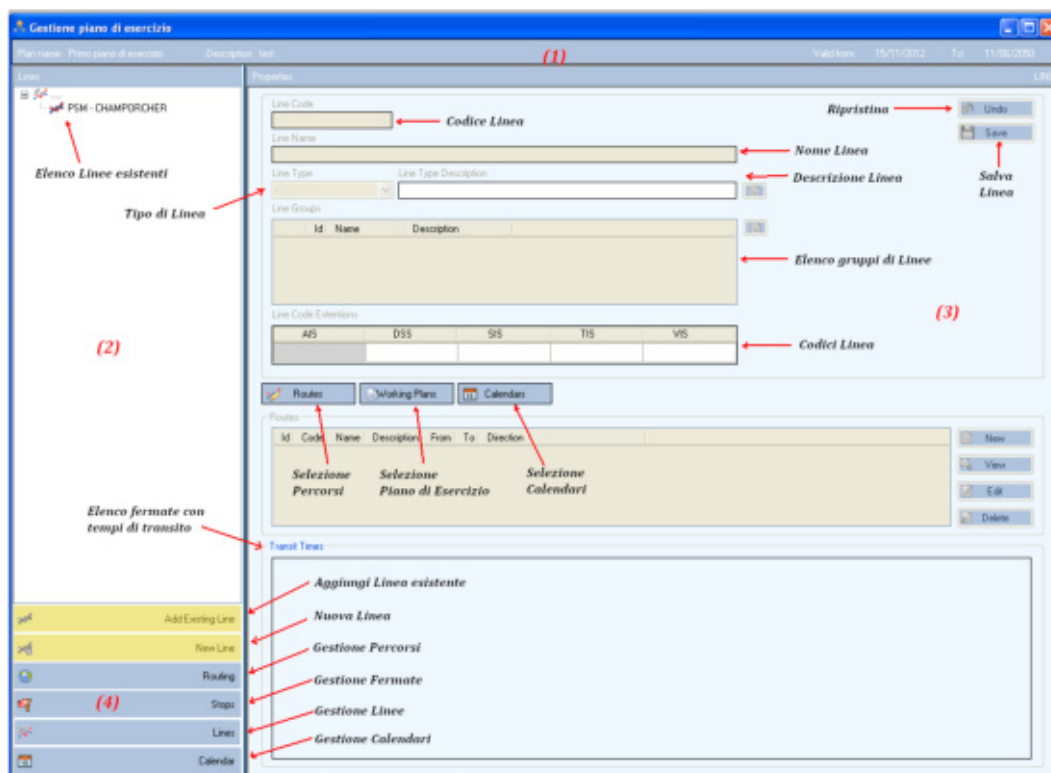 Gestione piano di esercizio
Plan name: Primo piano di esercizio Description test (1) Valid from: 15/11/2012 To 11/06/2050
Lines
Properties
PSM - CHAMPORCHER
Elenco Linee esistenti
(2)
Line Code
Codice Linea
Ripristina
Undo
Save
Salva
Linea
Line Name
Nome Linea
Line Type Line Type Description
Descrizione Linea
Tipo di Linea
Line Groups
Id Name Description
Elenco gruppi di Linee
(3)
Line Code Extentions
AIS DSS SIS TIS VIS
Codici Linea
Routes Working Plans Calendars
Routes
Id Code Name Description From To Direction
New
View
Edit
Delete
Selezione
Percorsi
Selezione
Piano di Esercizio
Selezione
Calendari
Elenco fermate con
tempi di transito
Transit Times
Aggiungi Linea esistente
Nuova Linea
Gestione Percorsi
Gestione Fermate
Gestione Linee
Gestione Calendari
Add Existing Line
New Line
Routing
(4) Stops
Lines
Calendar